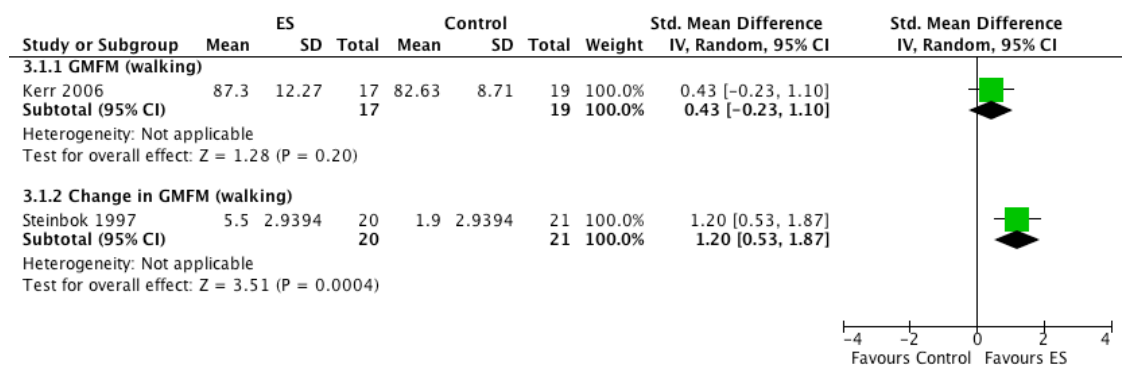 ES Control Std. Mean Difference Std. Mean Difference
Study or Subgroup Mean SD Total Mean SD Total Weight IV, Random, 95% CI IV, Random, 95% CI
3.1.1 GMFM (walking)
Kerr 2006 87.3 12.27 17 82.63 8.71 19 100.0% 0.43 [-0.23, 1.10]
Subtotal (95% CI) 17 19 100.0% 0.43 [-0.23, 1.10]
Heterogeneity: Not applicable
Test for overall effect: Z = 1.28 (P = 0.20)
3.1.2 Change in GMFM (walking)
Steinbok 1997 5.5 2.9394 20 1.9 2.9394 21 100.0% 1.20 [0.53, 1.87]
Subtotal (95% CI) 20 21 100.0% 1.20 [0.53, 1.87]
Heterogeneity: Not applicable
Test for overall effect: Z = 3.51 (P = 0.0004)
-4 -2 0 2 4
Favours Control Favours ES